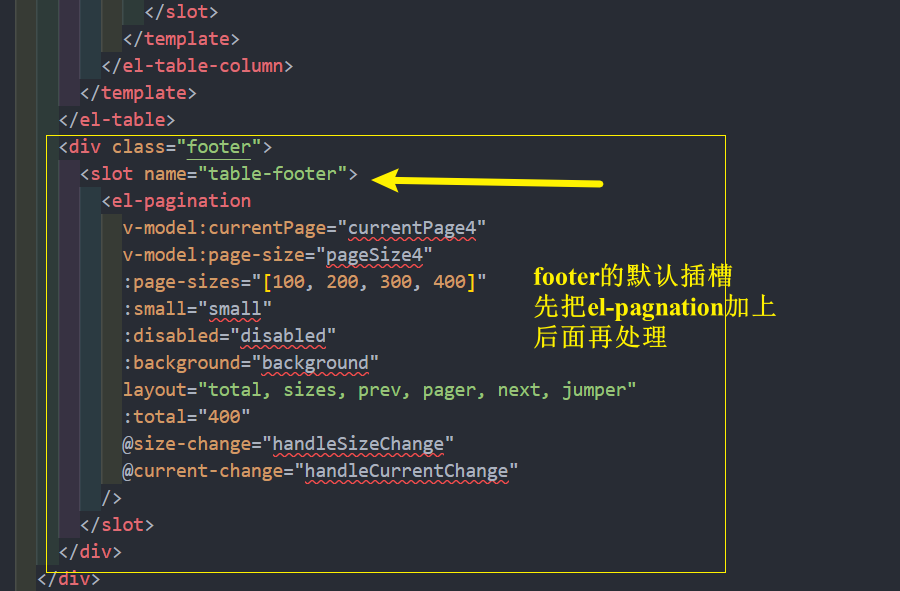 </slot>
</template>
</el-table-column>
</template>
</el-table>
<div class="footer">
<slot name="table-footer">
<el-pagination
v-model:currentPage="currentPage4"
v-model:page-size="pageSize4"
:page-sizes="[100, 200, 300, 400]"
:small="small"
:disabled="disabled"
:background="background"
layout="total, sizes, prev, pager, next, jumper"
:total="400"
@size-change="handleSizeChange"
@current-change="handleCurrentChange"
/>
</slot>
</div>
</div>
footer的默认插槽
先把el-pagnation加上
后面再处理